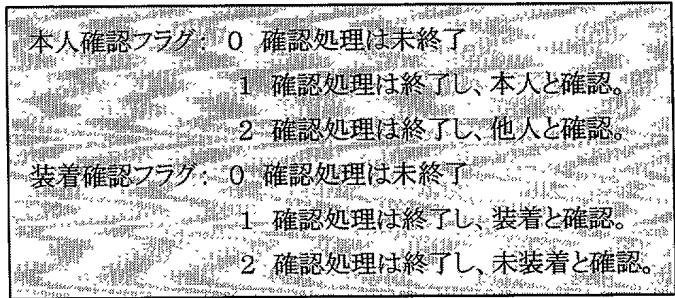 本人確認フラグ： 0 確認処理は未終了
1 確認処理は終了し、本人と確認。
2 確認処理は終了し、他人と確認。
装着確認フラグ： 0 確認処理は未終了
1 確認処理は終了し、装着と確認。
2 確認処理は終了し、未装着と確認。